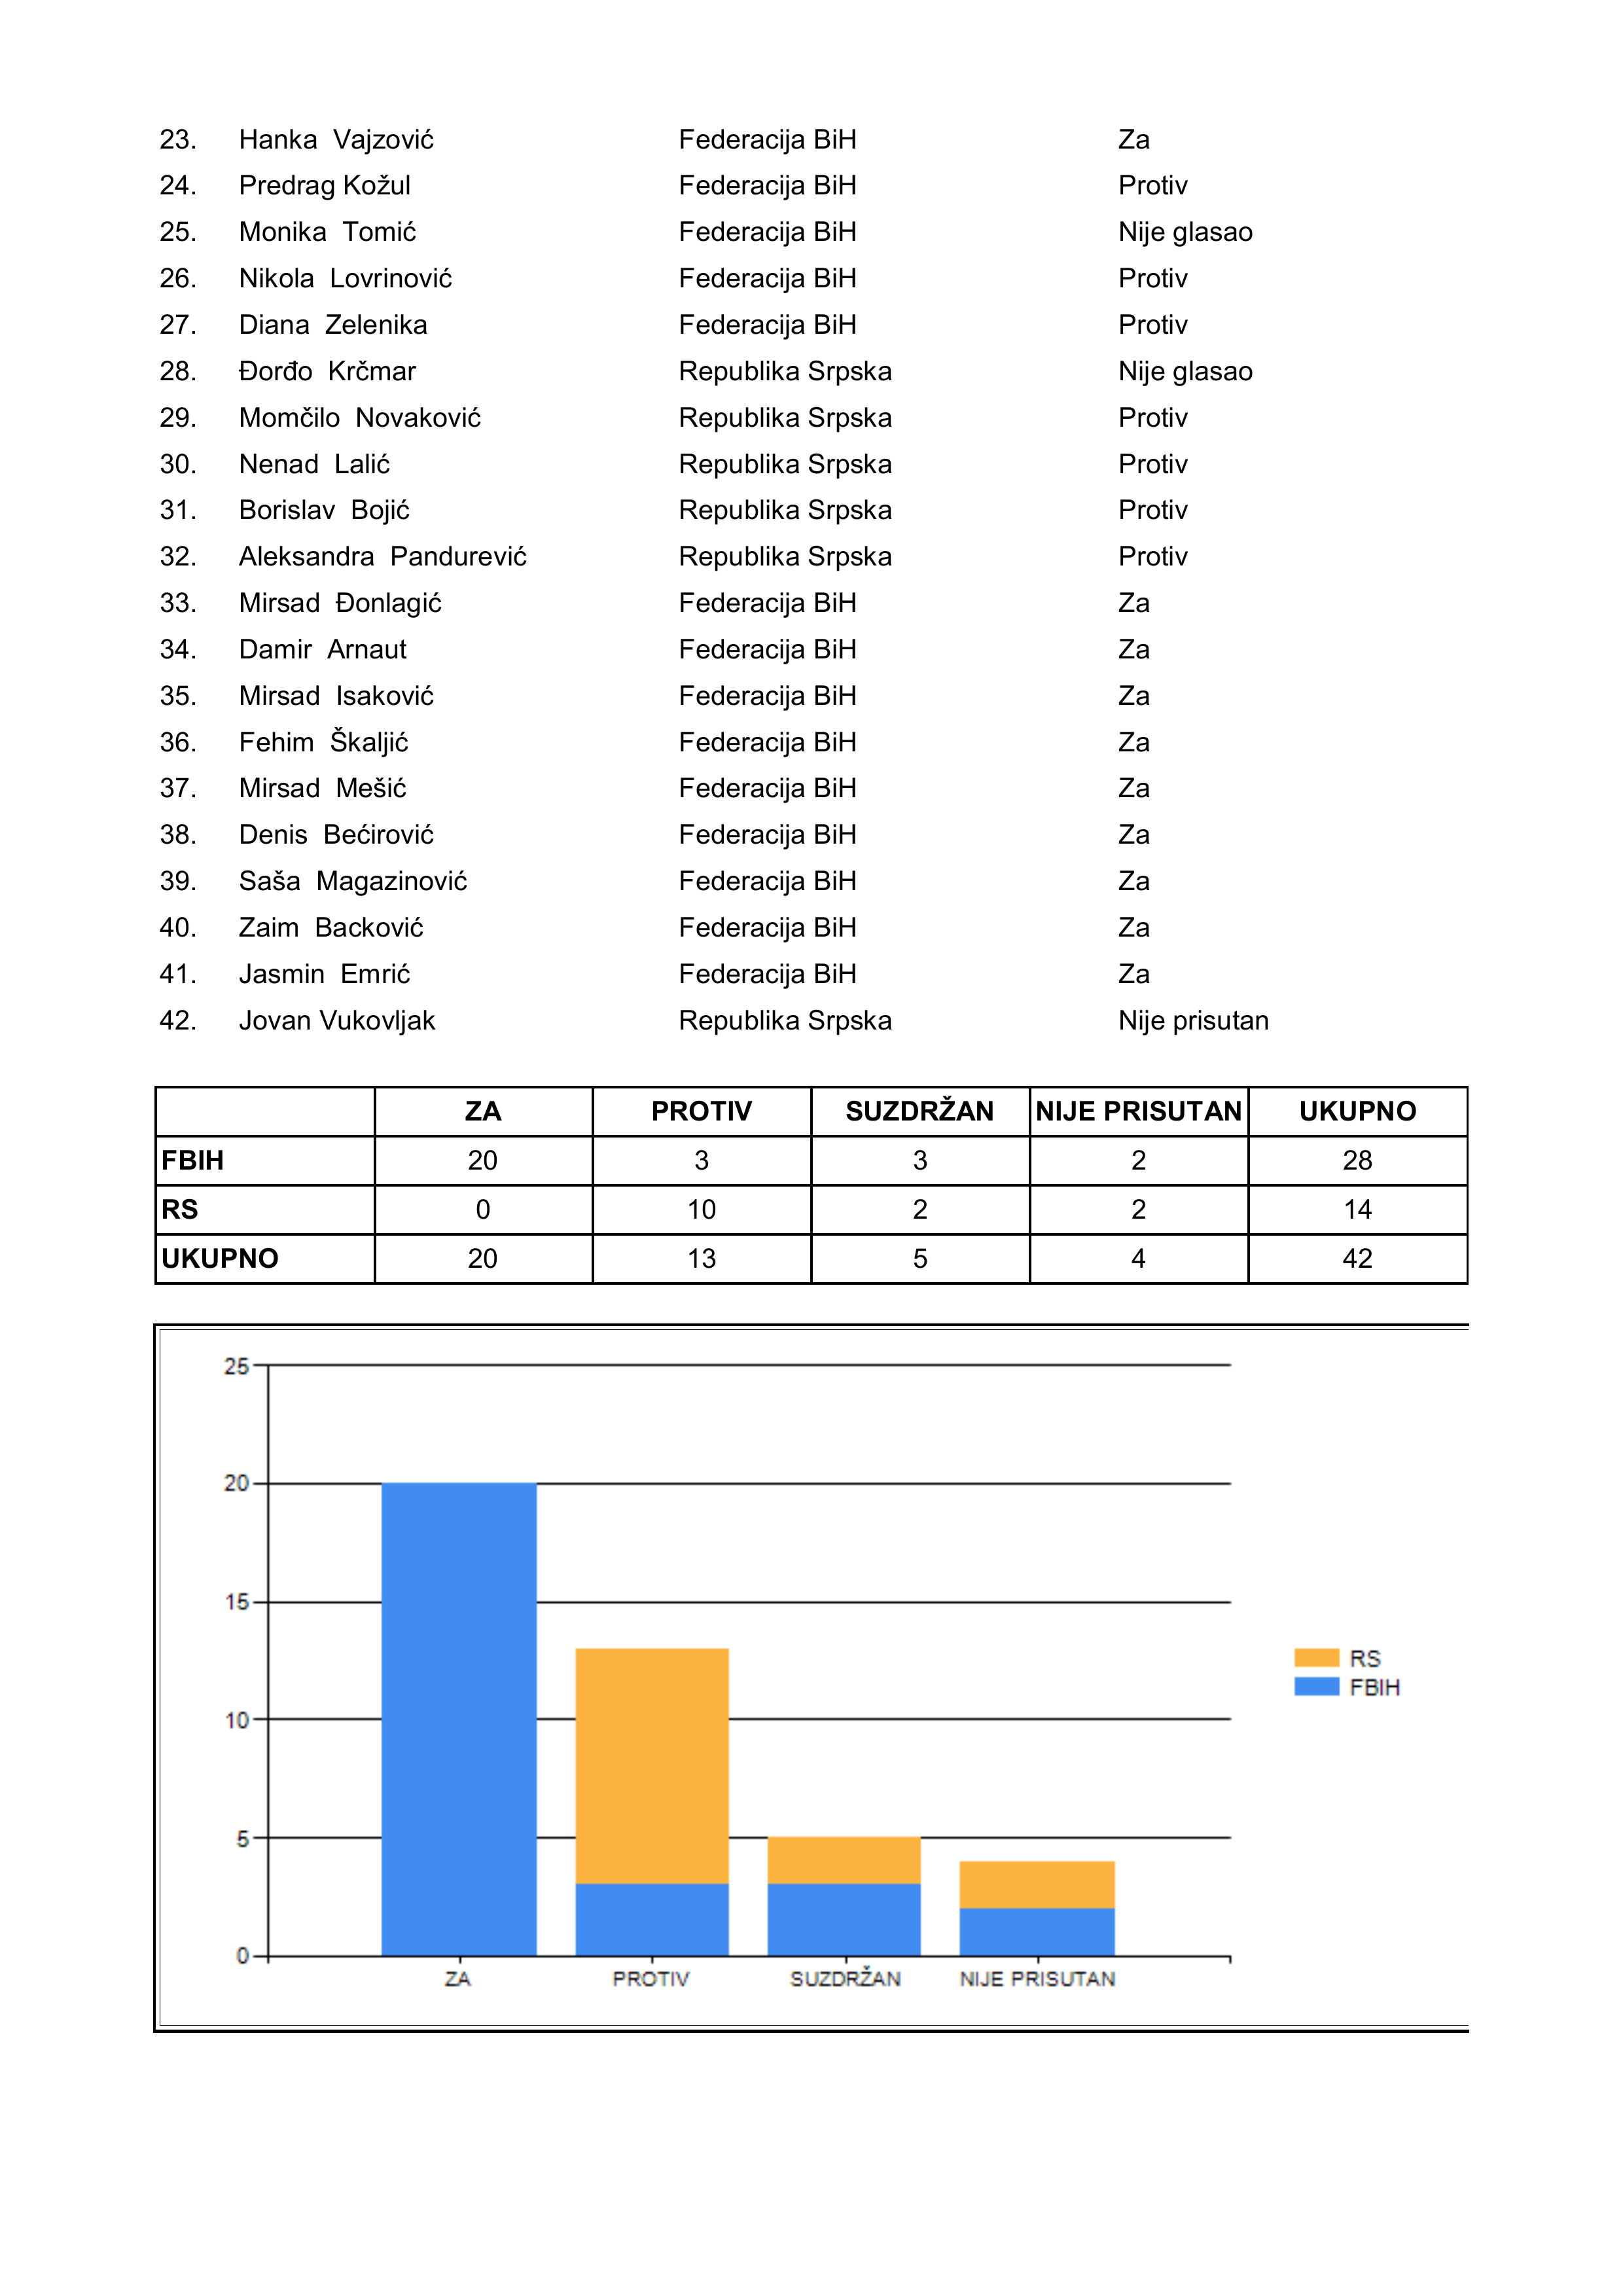 23. Hanka Vajzović Federacija BiH Za
24. Predrag Kožul Federacija BiH Protiv
25. Monika Tomić Federacija BiH Nije glasao
26. Nikola Lovrinović Federacija BiH Protiv
27. Diana Zelenika Federacija BiH Protiv
28. Đorđo Krčmar Republika Srpska Nije glasao
29. Momčilo Novaković Republika Srpska Protiv
30. Nenad Lalić Republika Srpska Protiv
31. Borislav Bojić Republika Srpska Protiv
32. Aleksandra Pandurević Republika Srpska Protiv
33. Mirsad Đonlagić Federacija BiH Za
34. Damir Arnaut Federacija BiH Za
35. Mirsad Isaković Federacija BiH Za
36. Fehim Škaljić Federacija BiH Za
37. Mirsad Mešić Federacija BiH Za
38. Denis Bećirović Federacija BiH Za
39. Saša Magazinović Federacija BiH Za
40. Zaim Backović Federacija BiH Za
41. Jasmin Emrić Federacija BiH Za
42. Jovan Vukovljak Republika Srpska Nije prisutan
ZA PROTIV SUZDRŽAN NIJE PRISUTAN UKUPNO
FBIH 20 3 3 2 28
RS 0 10 2 2 14
UKUPNO 20 13 5 4 42
25
20
15
10
5
0
ZA PROTIV SUZDRŽAN NIJE PRISUTAN
RS
FBIH